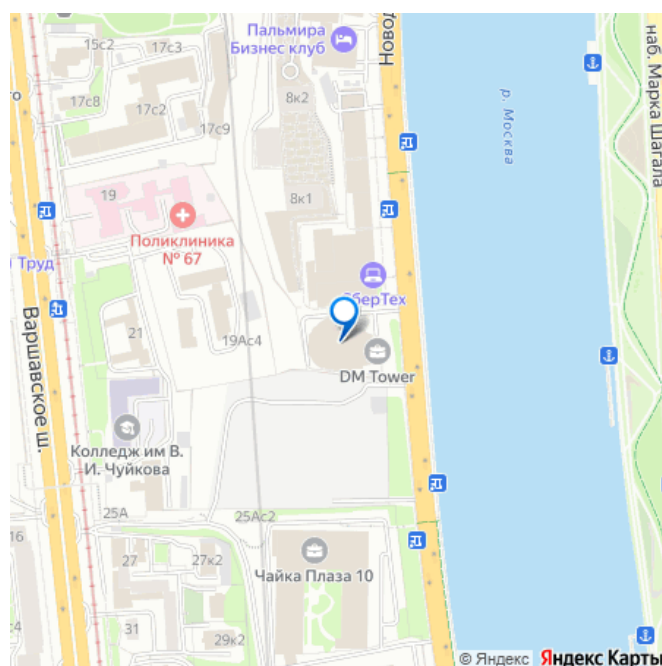 Пальмира
Бизнес клуб
15с2
17с3
Новод
наб. Марка Шагала
17с8
17с2
8к2
17с9
р. Москва
19
8к1
Поликлиника
№ 67
Труд
СберТех
Варшавское ш.
21
19Ас4
DM Tower
Колледж им В.
И. Чуйкова
25А
25Ас2
16
27
27к2
Чайка Плаза 10
31
29к2
© Яндекс Яндекс Карты